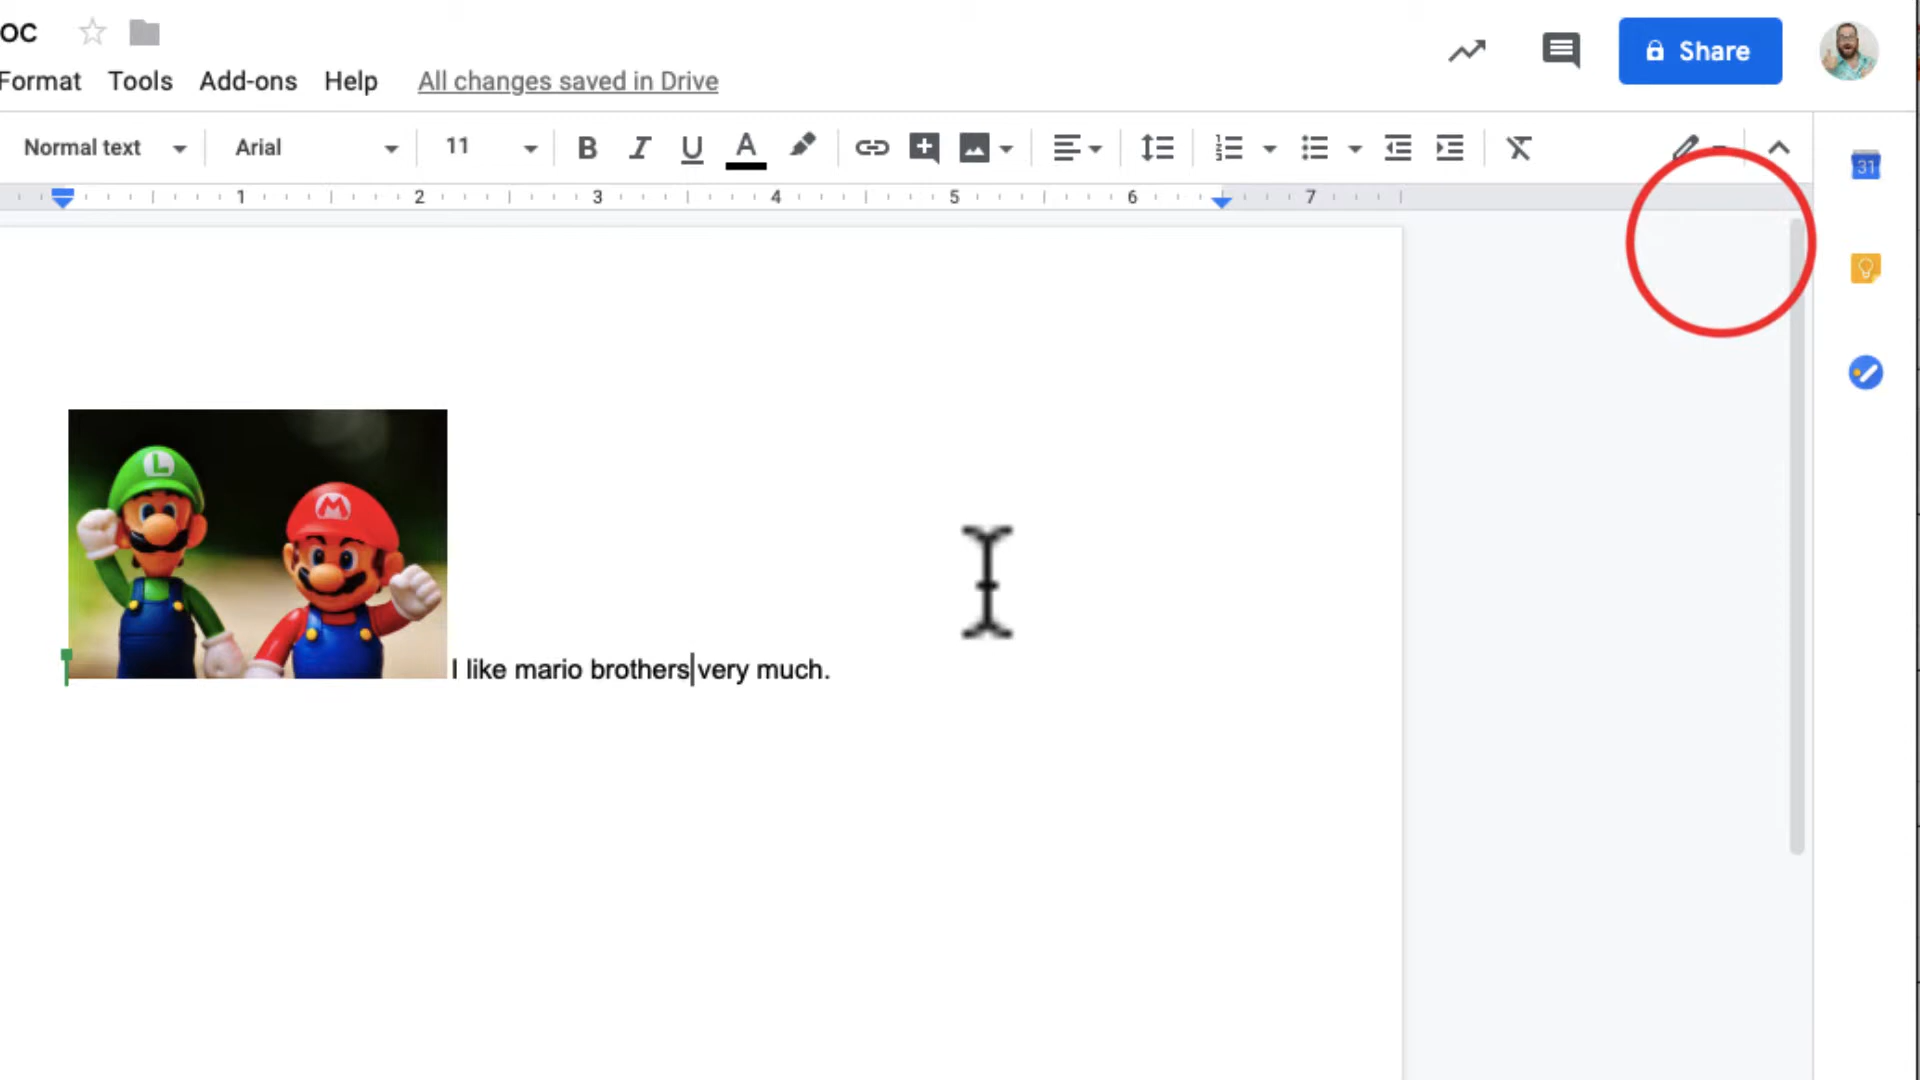 oc
Format Tools Add-ons Help All changes saved in Drive
Share
Normal text Arial 11 B I U A
31
1 2 3 4 5 6 7
L
M
I like mario brothers very much.